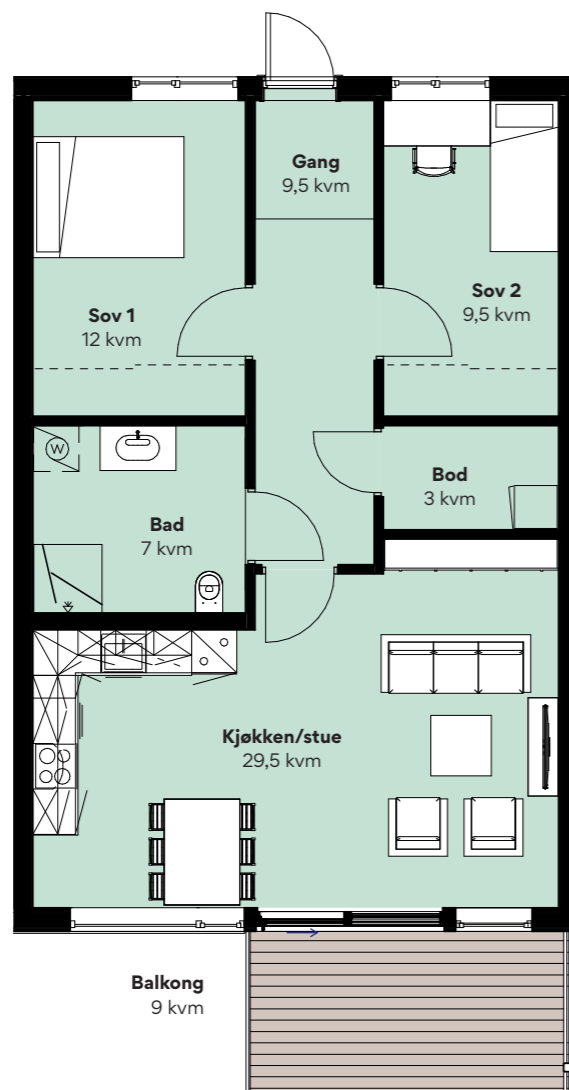 Gang
9,5 kvm
Sov 1
12 kvm
Sov 2
9,5 kvm
W
Bad
7 kvm
Bod
3 kvm
Kjøkken/stue
29,5 kvm
Balkong
9 kvm